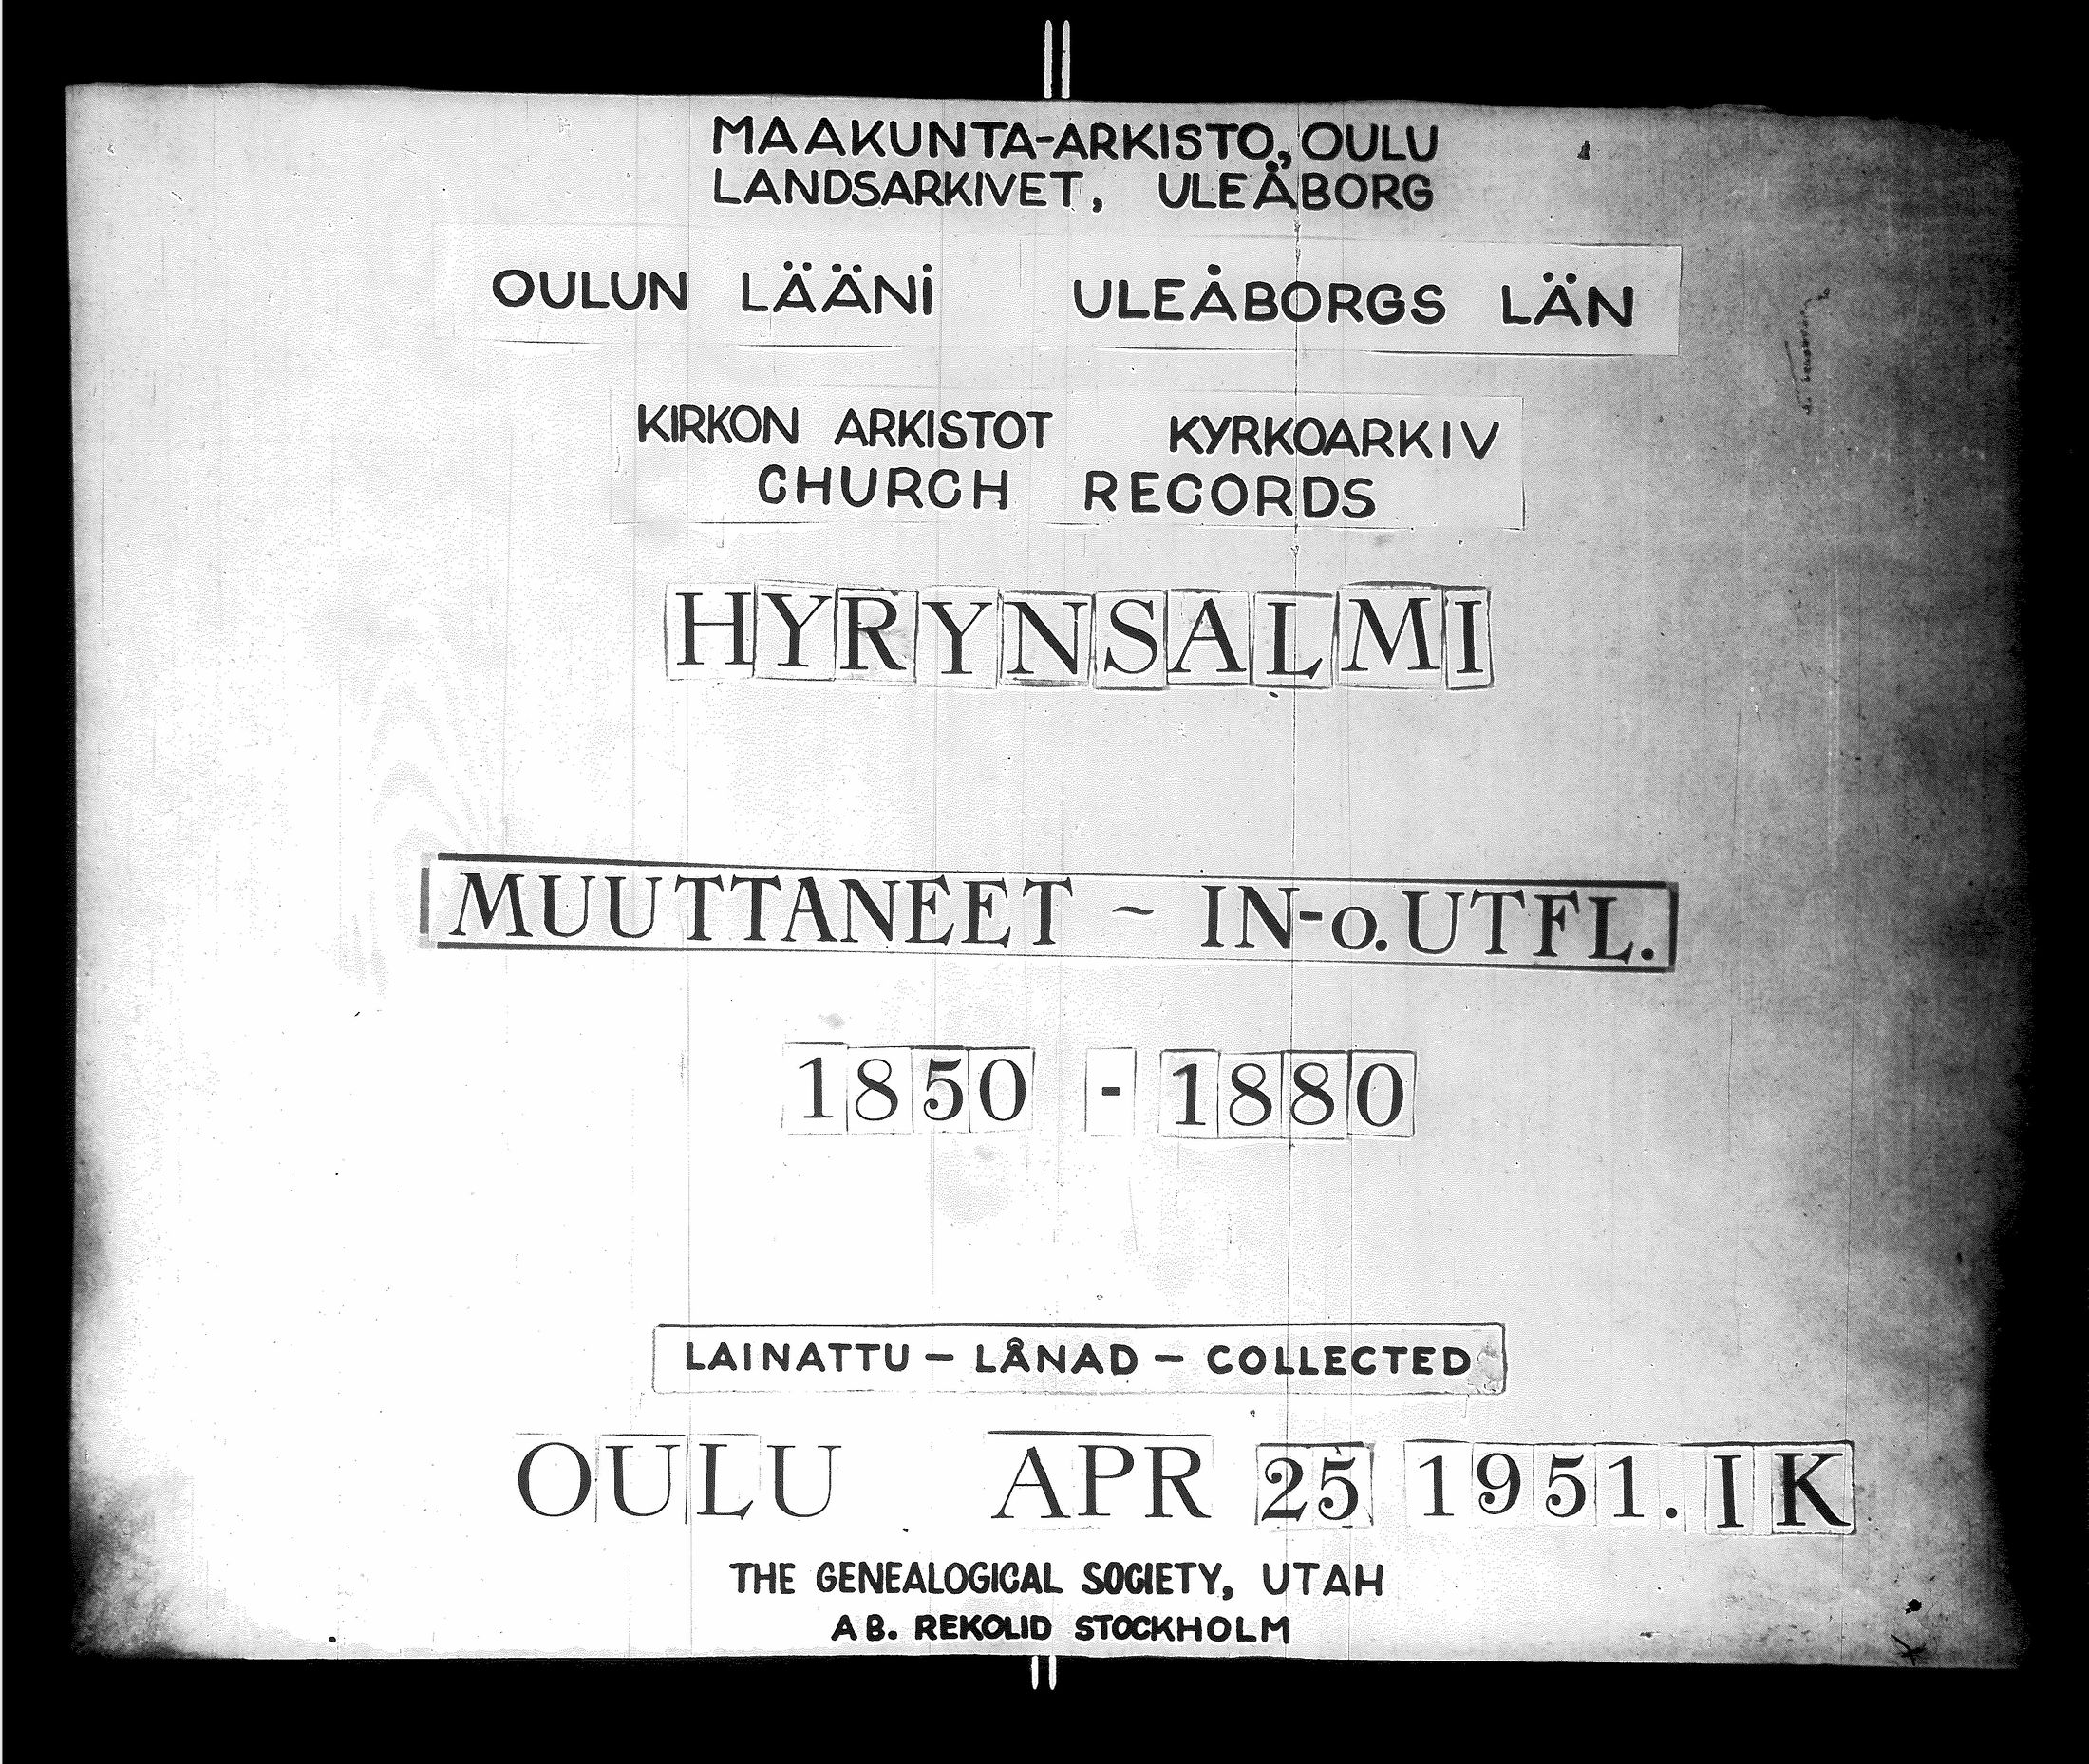 MAAKUNTA-ARKISTO, OULU
LANDSARKIVET, ULEÅBORG
OULUN LÄÄNI ULEÅBORGS LÄN
KIRKON ARKISTOT KYRKOARKIV
CHURCH RECORDS
HYRYNSALMI
MUUTTANEET ~ IN-o.UTFL.
1850 - 1880
LAINATTU - LÅNAD - COLLECTED
OULU APR 25 1951. IK
THE GENEALOGICAL SOCIETY, UTAH
AB. REKOLID STOCKHOLM